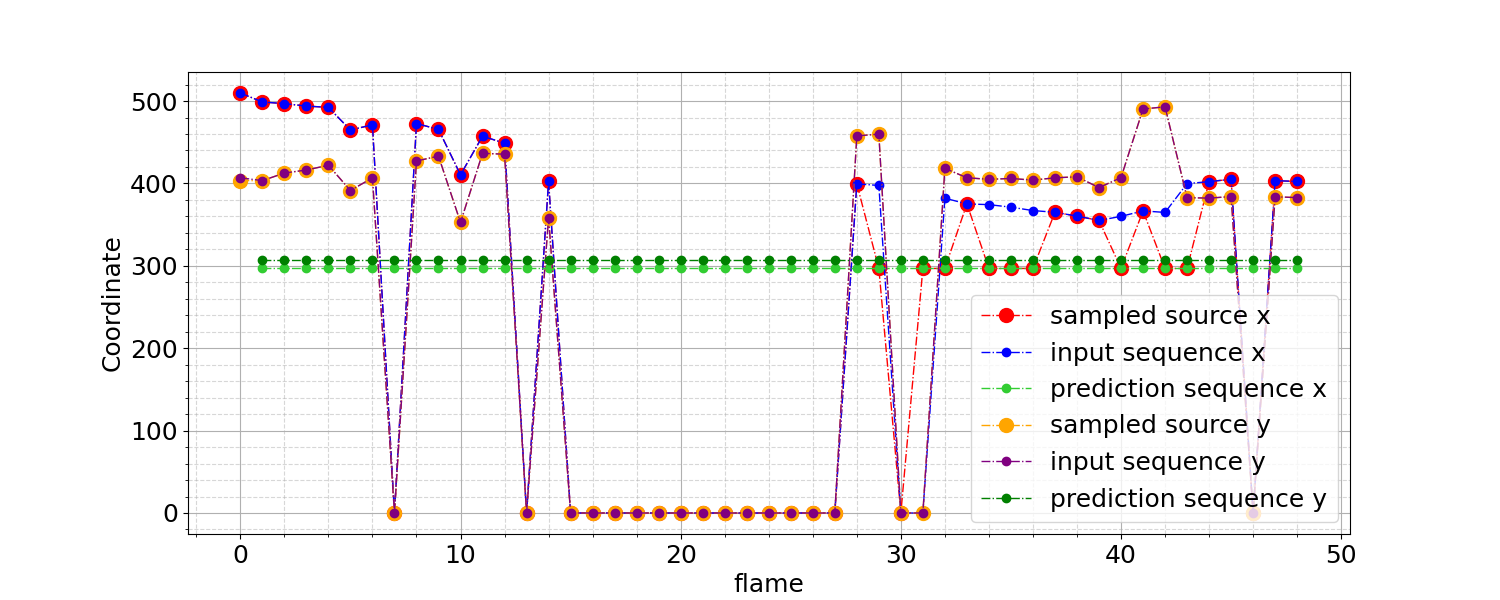 500
400
300
200
100
0
Coordinate
sampled source x
input sequence x
prediction sequence x
sampled source y
input sequence y
prediction sequence y
0 10 20 30 40 50
flame